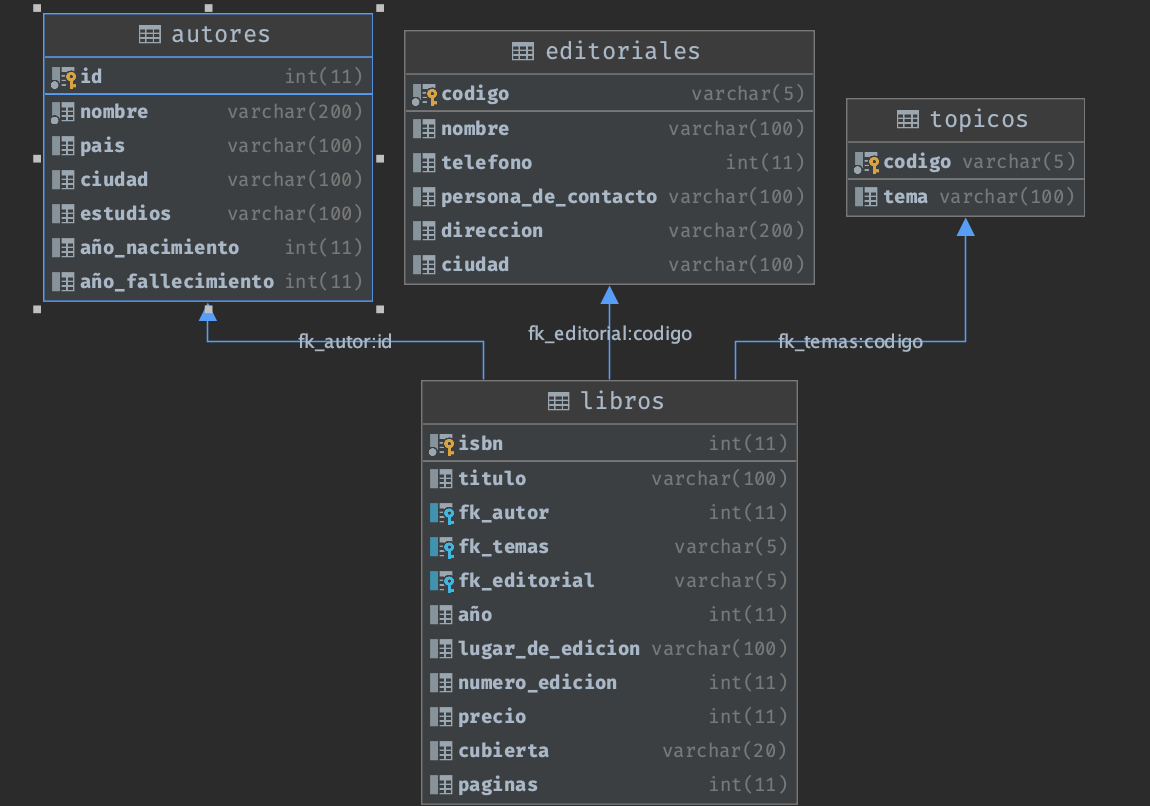 autores
id int(11)
nombre varchar(200)
pais varchar(100)
ciudad varchar(100)
estudios varchar(100)
año_nacimiento int(11)
año_fallecimiento int(11)
editoriales
codigo varchar(5)
nombre varchar(100)
telefono int(11)
persona_de_contacto varchar(100)
direccion varchar(200)
ciudad varchar(100)
topicos
codigo varchar(5)
tema varchar(100)
fk_autor:id
fk_editorial:codigo
fk_temas:codigo
libros
isbn int(11)
titulo varchar(100)
fk_autor int(11)
fk_temas varchar(5)
fk_editorial varchar(5)
año int(11)
lugar_de_edicion varchar(100)
numero_edicion int(11)
precio int(11)
cubierta varchar(20)
paginas int(11)